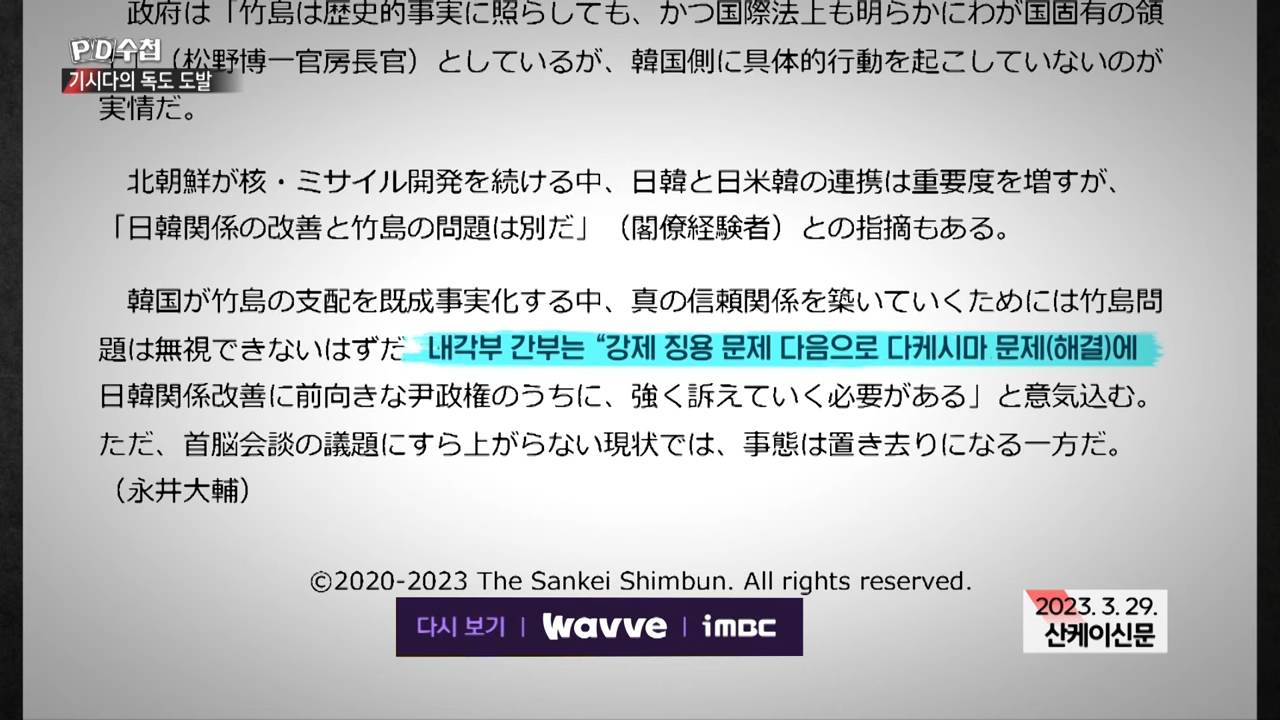 政府は「竹島は歴史的事実に照らしても、かつ国際法上も明らかにわが国固有の領
PD수첩
（松野博一官房長官）としているが、韓国側に具体的行動を起こしていないのが
기시다의 독도 도발
実情だ。
北朝鮮が核・ミサイル開発を続ける中、日韓と日米韓の連携は重要度を増すが、
「日韓関係の改善と竹島の問題は別だ」（閣僚経験者）との指摘もある。
韓国が竹島の支配を既成事実化する中、真の信頼関係を築いていくためには竹島問
題は無視できないはずだ 내각부 간부는 “강제 징용 문제 다음으로 다케시마 문제(해결)에
日韓関係改善に前向きな尹政権のうちに、強く訴えていく必要がある」と意気込む。
ただ、首脳会談の議題にすら上がらない現状では、事態は置き去りになる一方だ。
（永井大輔）
©2020-2023 The Sankei Shimbun. All rights reserved.
다시 보기 | wavve | iMBC
2023. 3. 29.
산케이신문